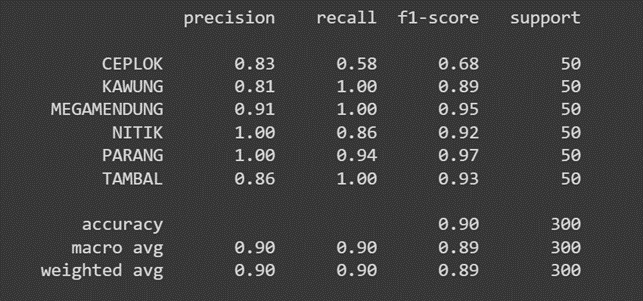 precision recall f1-score support
CEPLOK 0.83 0.58 0.68 50
KAWUNG 0.81 1.00 0.89 50
MEGAMENDUNG 0.91 1.00 0.95 50
NITIK 1.00 0.86 0.92 50
PARANG 1.00 0.94 0.97 50
TAMBAL 0.86 1.00 0.93 50
accuracy 0.90 300
macro avg 0.90 0.90 0.89 300
weighted avg 0.90 0.90 0.89 300